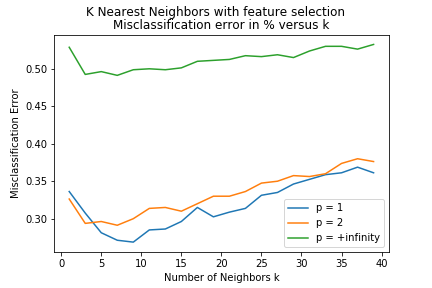 K Nearest Neighbors with feature selection
Misclassification error in % versus k
Misclassification Error
0.50
0.45
0.40
0.35
0.30
0
5
10
15
20
25
30
35
40
Number of Neighbors k
p = 1
p = 2
p = +infinity